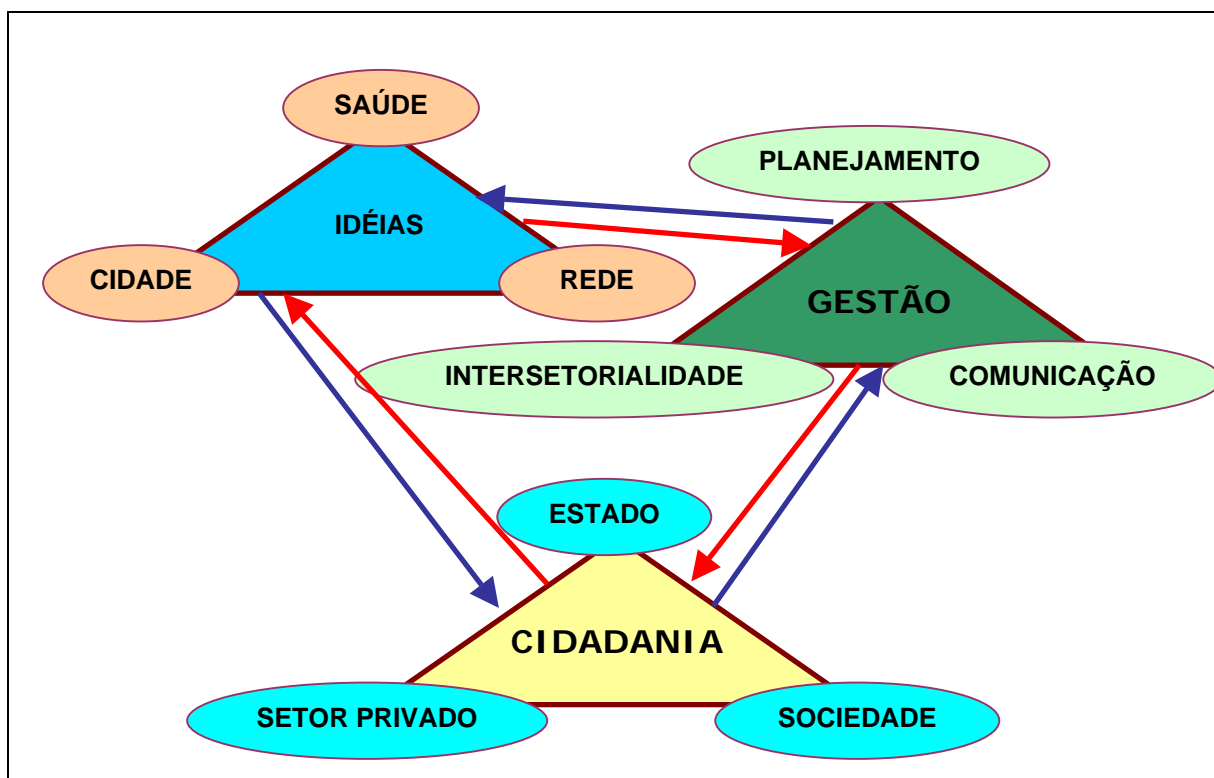 SAÚDE
PLANEJAMENTO
IDÉIAS
CIDADE
REDE
GESTÃO
INTERSETORIALIDADE
COMUNICAÇÃO
ESTADO
CIDADANIA
SETOR PRIVADO
SOCIEDADE